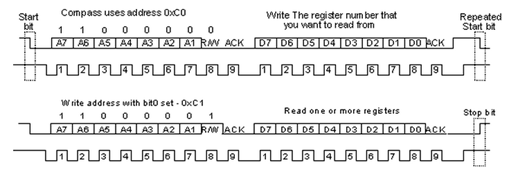 Start
bit
Compass uses address 0xC0
Write The register number that
you want to read from
Repeated
Start bit
1 1 0 0 0 0 0 0
A7 A6 A5 A4 A3 A2 A1 R/W ACK D7 D6 D5 D4 D3 D2 D1 D0 ACK
1 2 3 4 5 6 7 8 9 1 2 3 4 5 6 7 8 9
Write address with bit0 set - 0xC1
Read one or more registers
Stop bit
1 1 0 0 0 0 0 1
A7 A6 A5 A4 A3 A2 A1 R/W ACK D7 D6 D5 D4 D3 D2 D1 D0 ACK
1 2 3 4 5 6 7 8 9 1 2 3 4 5 6 7 8 9